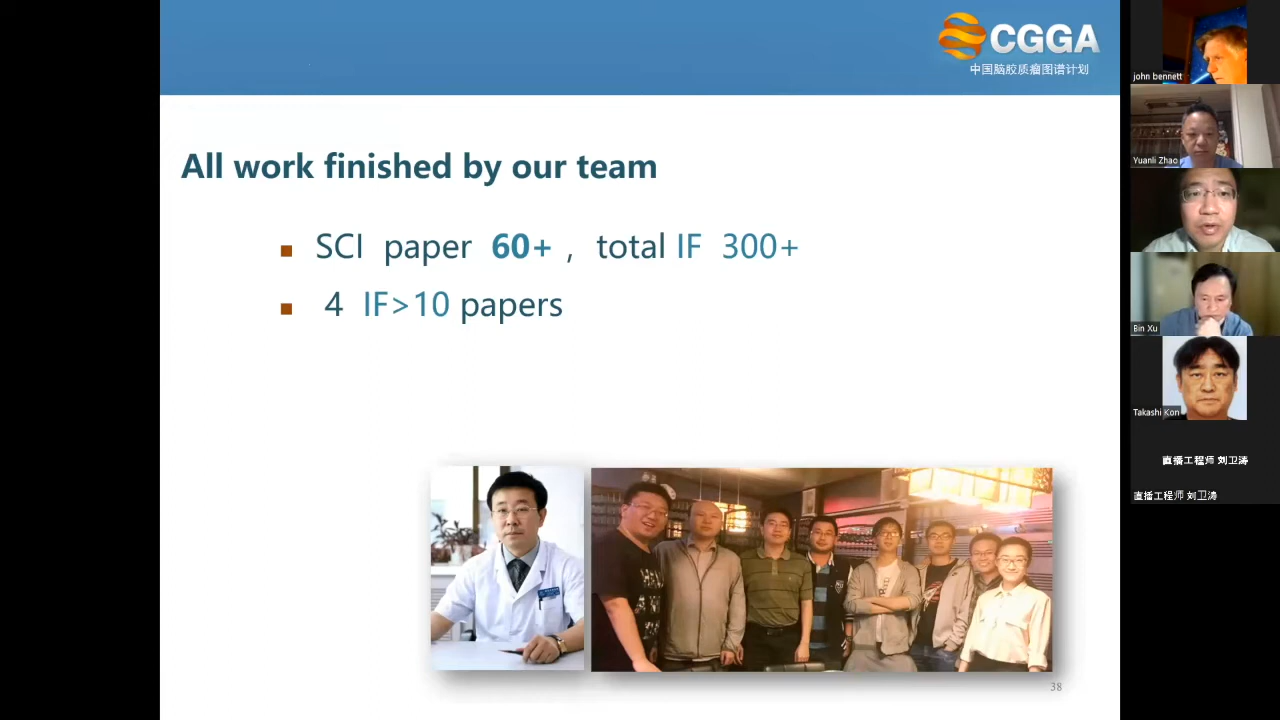 CGGA
中国脑胶质瘤图谱计划
All work finished by our team
SCI paper 60+ , total IF 300+
4 IF>10 papers
38
john bennett
Yuanli Zhao
Bin Xu
Takashi Kon
直播工程师 刘卫涛
直播工程师 刘卫涛